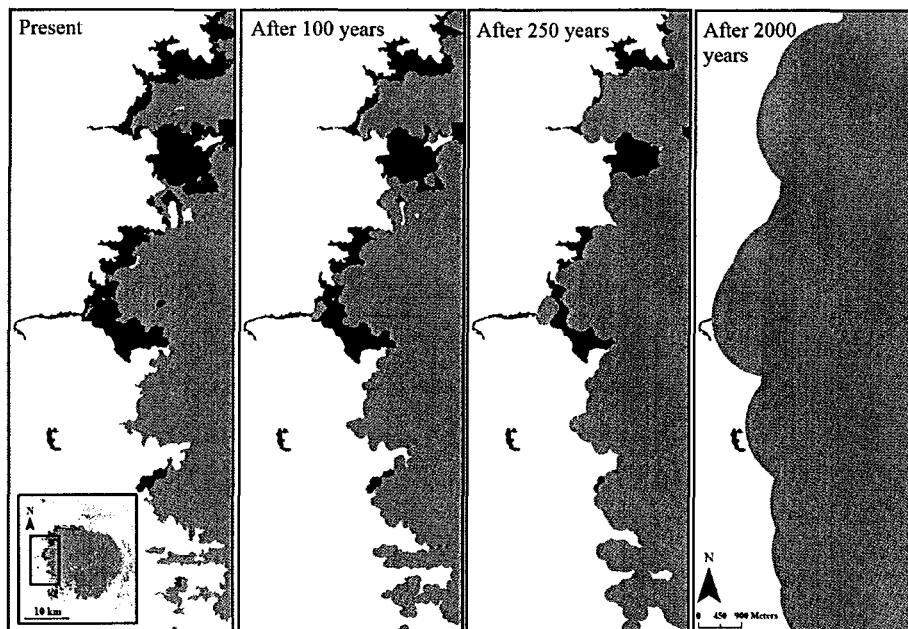 Present
After 100 years
After 250 years
After 2000
years
N
10 km
N
0 450 900 Meters